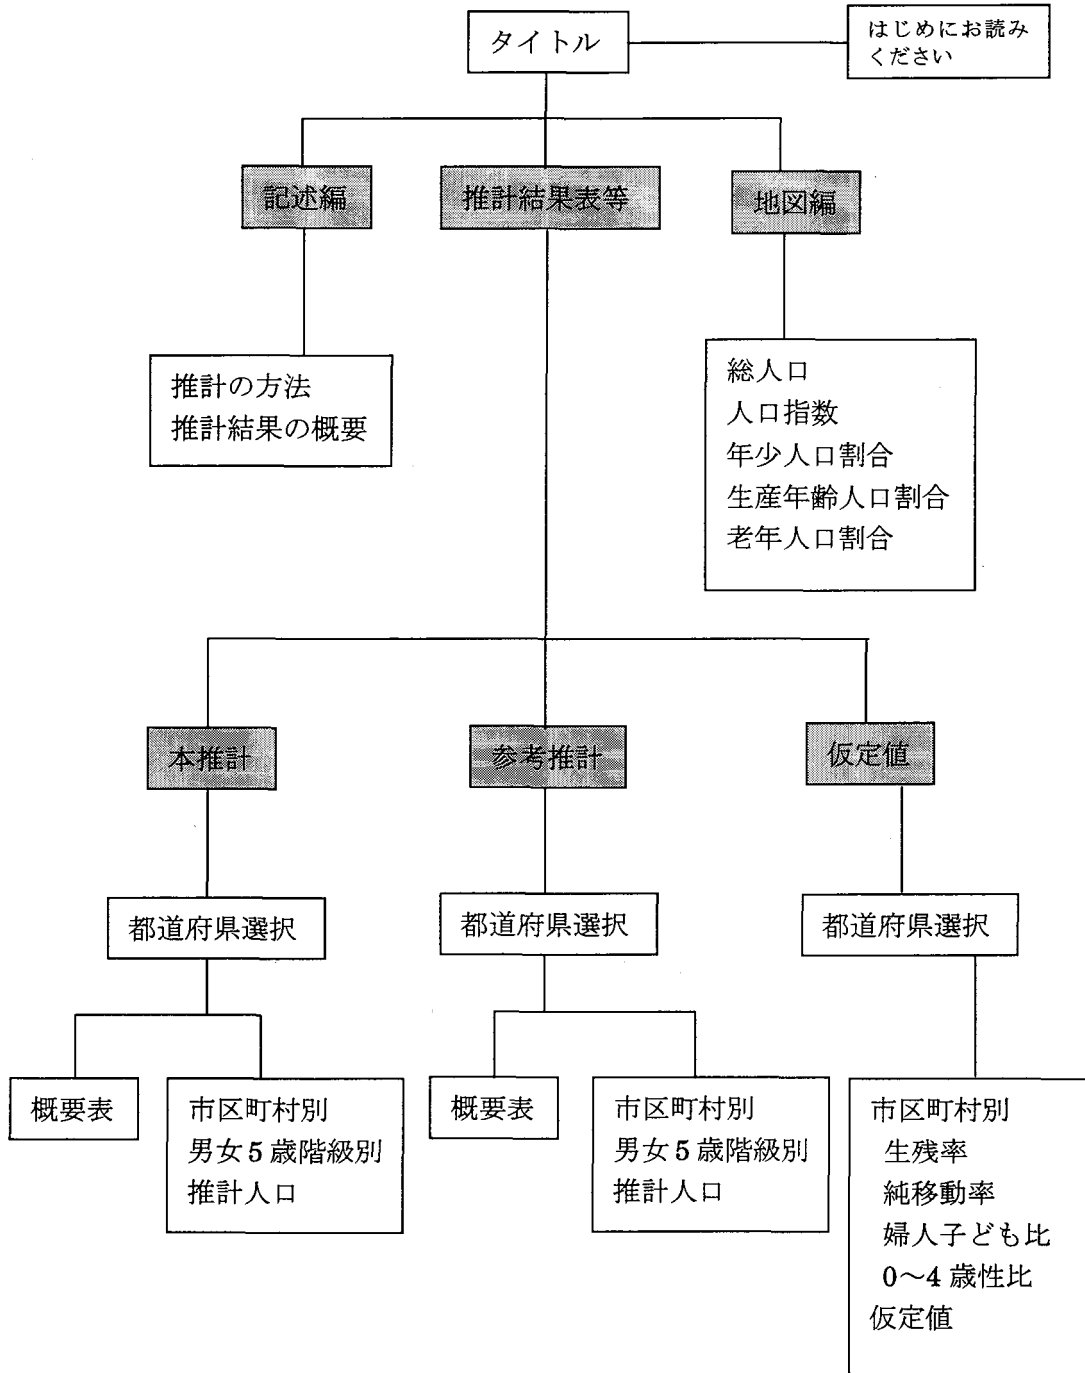 タイトル
はじめにお読み
ください
記述編
推計結果表等
地図編
推計の方法
推計結果の概要
総人口
人口指数
年少人口割合
生産年齢人口割合
老年人口割合
本推計
参考推計
仮定値
都道府県選択
都道府県選択
都道府県選択
概要表
市区町村別
男女5歳階級別
推計人口
概要表
市区町村別
男女5歳階級別
推計人口
市区町村別
生残率
純移動率
婦人子ども比
0～4歳性比
仮定値